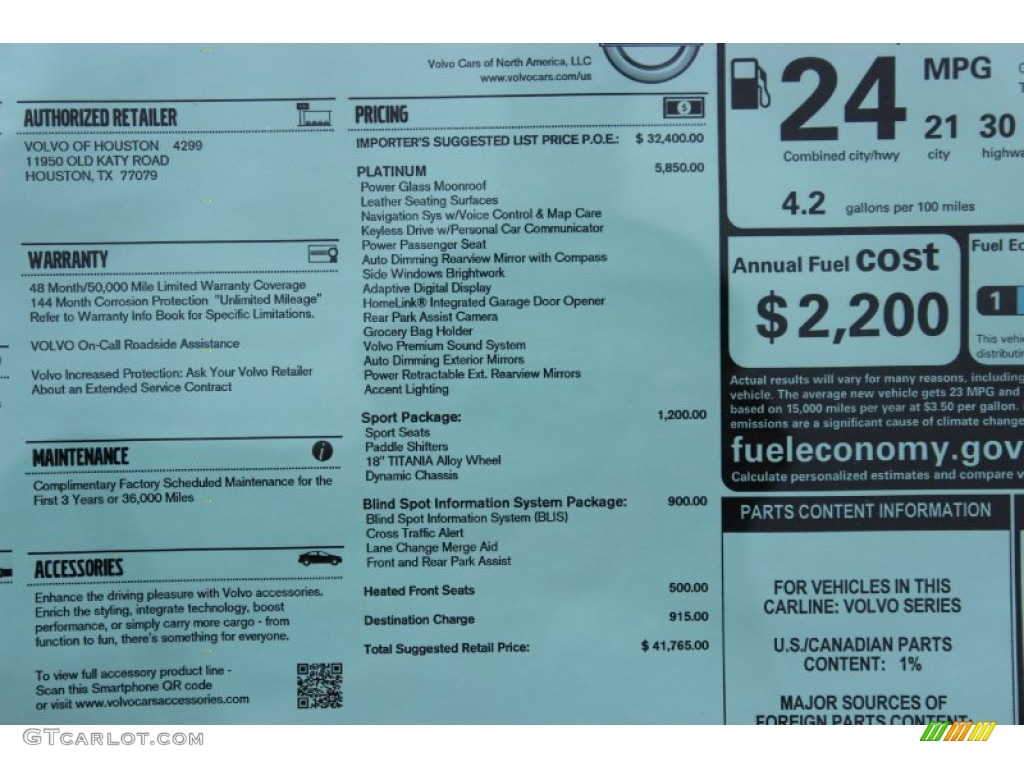 Volvo Cars of North America, LLC
www.volvocars.com/us
AUTHORIZED RETAILER
VOLVO OF HOUSTON 4299
11950 OLD KATY ROAD
HOUSTON, TX 77079
WARRANTY
48 Month/50,000 Mile Limited Warranty Coverage
144 Month Corrosion Protection "Unlimited Mileage"
Refer to Warranty Info Book for Specific Limitations.
VOLVO On-Call Roadside Assistance
Volvo Increased Protection: Ask Your Volvo Retailer
About an Extended Service Contract
MAINTENANCE
Complimentary Factory Scheduled Maintenance for the
First 3 Years or 36,000 Miles
ACCESSORIES
Enhance the driving pleasure with Volvo accessories.
Enrich the styling, integrate technology, boost
performance, or simply carry more cargo - from
function to fun, there's something for everyone.
To view full accessory product line -
Scan this Smartphone QR code
or visit www.volvocarsaccessories.com
PRICING
IMPORTER'S SUGGESTED LIST PRICE P.O.E.: $ 32,400.00
PLATINUM 5,850.00
Power Glass Moonroof
Leather Seating Surfaces
Navigation Sys w/Voice Control & Map Care
Keyless Drive w/Personal Car Communicator
Power Passenger Seat
Auto Dimming Rearview Mirror with Compass
Side Windows Brightwork
Adaptive Digital Display
HomeLink® Integrated Garage Door Opener
Rear Park Assist Camera
Grocery Bag Holder
Volvo Premium Sound System
Auto Dimming Exterior Mirrors
Power Retractable Ext. Rearview Mirrors
Accent Lighting
Sport Package: 1,200.00
Sport Seats
Paddle Shifters
18" TITANIA Alloy Wheel
Dynamic Chassis
Blind Spot Information System Package: 900.00
Blind Spot Information System (BLIS)
Cross Traffic Alert
Lane Change Merge Aid
Front and Rear Park Assist
Heated Front Seats 500.00
Destination Charge 915.00
Total Suggested Retail Price: $ 41,765.00
24 MPG
21 30
Combined city/hwy city highwa
4.2 gallons per 100 miles
Annual Fuel cost
$2,200
Fuel Ec
1
This vehi
distributi
Actual results will vary for many reasons, including
vehicle. The average new vehicle gets 23 MPG and
based on 15,000 miles per year at $3.50 per gallon.
emissions are a significant cause of climate change
fueleconomy.gov
Calculate personalized estimates and compare v
PARTS CONTENT INFORMATION
FOR VEHICLES IN THIS
CARLINE: VOLVO SERIES
U.S./CANADIAN PARTS
CONTENT: 1%
MAJOR SOURCES OF
FOREIGN PARTS CONTENT:
GTCARLOT.COM